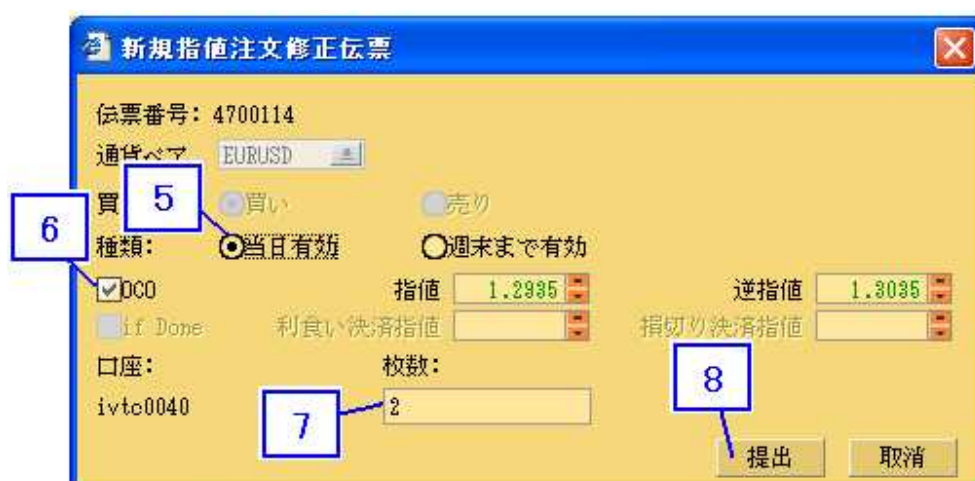 新規指値注文修正伝票
伝票番号: 4700114
通貨ペア EURUSD
5
買 買い 売り
6
種類: 当日有効 週末まで有効
OCO 指値 1.2935 逆指値 1.3035
if Done 利食い決済指値 損切り決済指値
口座: 枚数:
8
ivtc0040 2
7
提出 取消